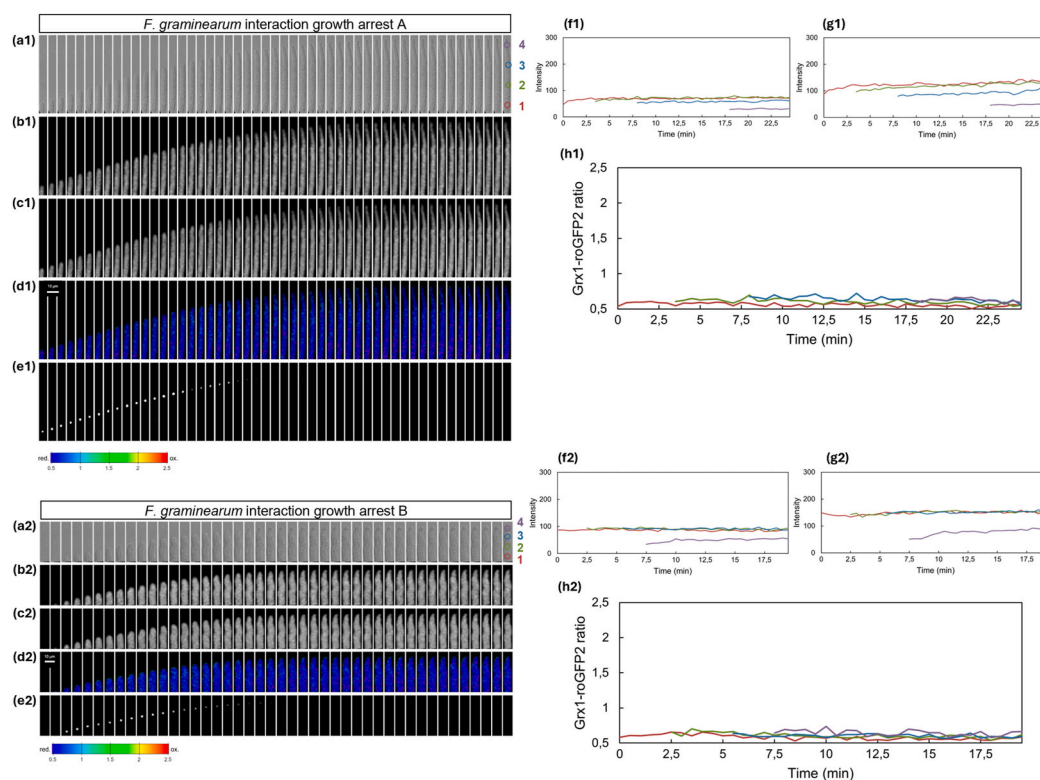 F. graminearum interaction growth arrest A
(a1)
4
3
2
1
(b1)
(c1)
(d1)
10 µm
(e1)
red. ox.
0.5 1 1.5 2 2.5
(f1)
Intensity
300
200
100
0
0 2,5 5 7,5 10 12,5 15 17,5 20 22,5
Time (min)
(g1)
Intensity
300
200
100
0
0 2,5 5 7,5 10 12,5 15 17,5 20 22,5
Time (min)
(h1)
Grx1-roGFP2 ratio
2,5
2
1,5
1
0,5
0 2,5 5 7,5 10 12,5 15 17,5 20 22,5
Time (min)
F. graminearum interaction growth arrest B
(a2)
4
3
2
1
(b2)
(c2)
(d2)
10 µm
(e2)
red. ox.
0.5 1 1.5 2 2.5
(f2)
Intensity
300
200
100
0
0 2,5 5 7,5 10 12,5 15 17,5
Time (min)
(g2)
Intensity
300
200
100
0
0 2,5 5 7,5 10 12,5 15 17,5
Time (min)
(h2)
Grx1-roGFP2 ratio
2,5
2
1,5
1
0,5
0 2,5 5 7,5 10 12,5 15 17,5
Time (min)